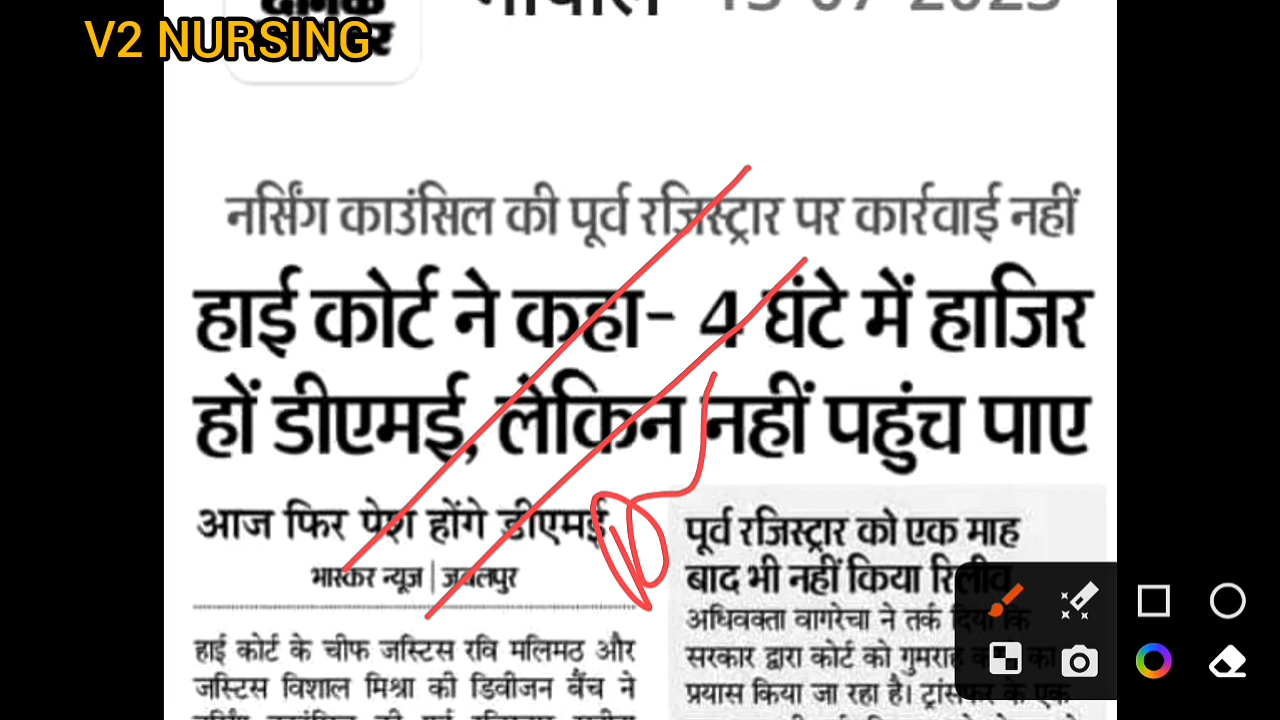 V2 NURSING
नर्सिंग काउंसिल की पूर्व रजिस्ट्रार पर कार्रवाई नहीं
हाई कोर्ट ने कहा- 4 घंटे में हाजिर
हों डीएमई, लेकिन नहीं पहुंच पाए
आज फिर पेश होंगे डीएमई
भास्कर न्यूज | जबलपुर
हाई कोर्ट के चीफ जस्टिस रवि मलिमठ और
जस्टिस विशाल मिश्रा की डिवीजन बैंच ने
पूर्व रजिस्ट्रार को एक माह
बाद भी नहीं किया रिलीव
अधिवक्ता वागरेचा ने तर्क दिया कि
सरकार द्वारा कोर्ट को गुमराह करने का
प्रयास किया जा रहा है। ट्रांसफर के एक